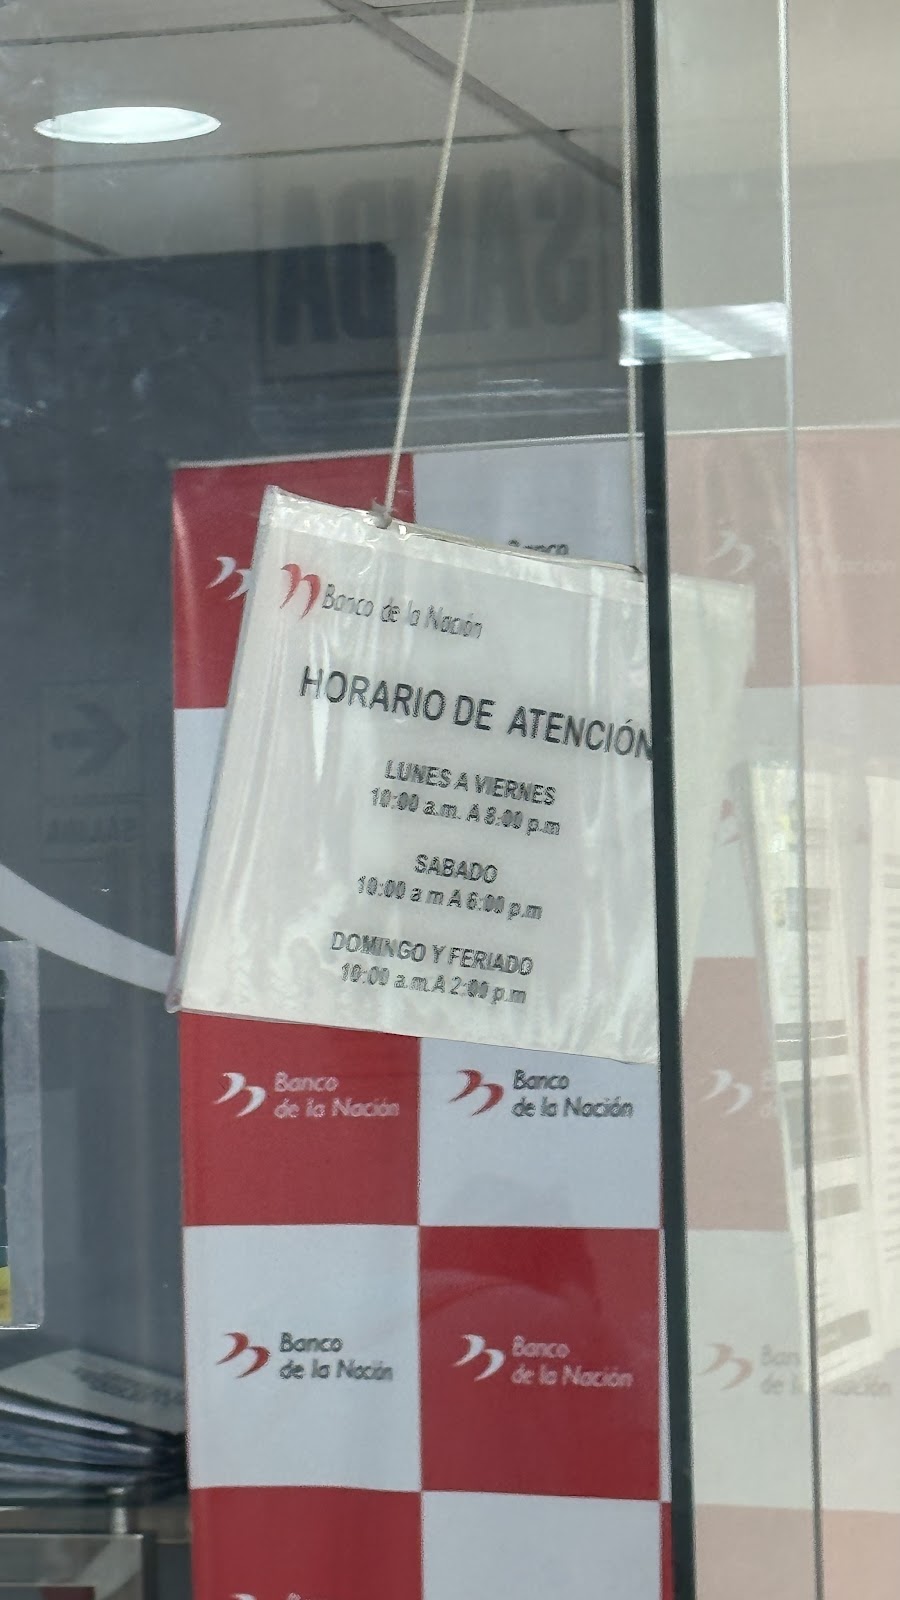 SALIDA
Banco
Banco de la Nación
HORARIO DE ATENCIÓN
LUNES A VIERNES
10:00 a.m. A 8:00 p.m
SABADO
10:00 a m A 6:00 p.m
DOMINGO Y FERIADO
10:00 a.m.A 2:00 p.m
Banco
de la Nación
Banco
de la Nación
Banco
de la Nación
Banco
de la Nación